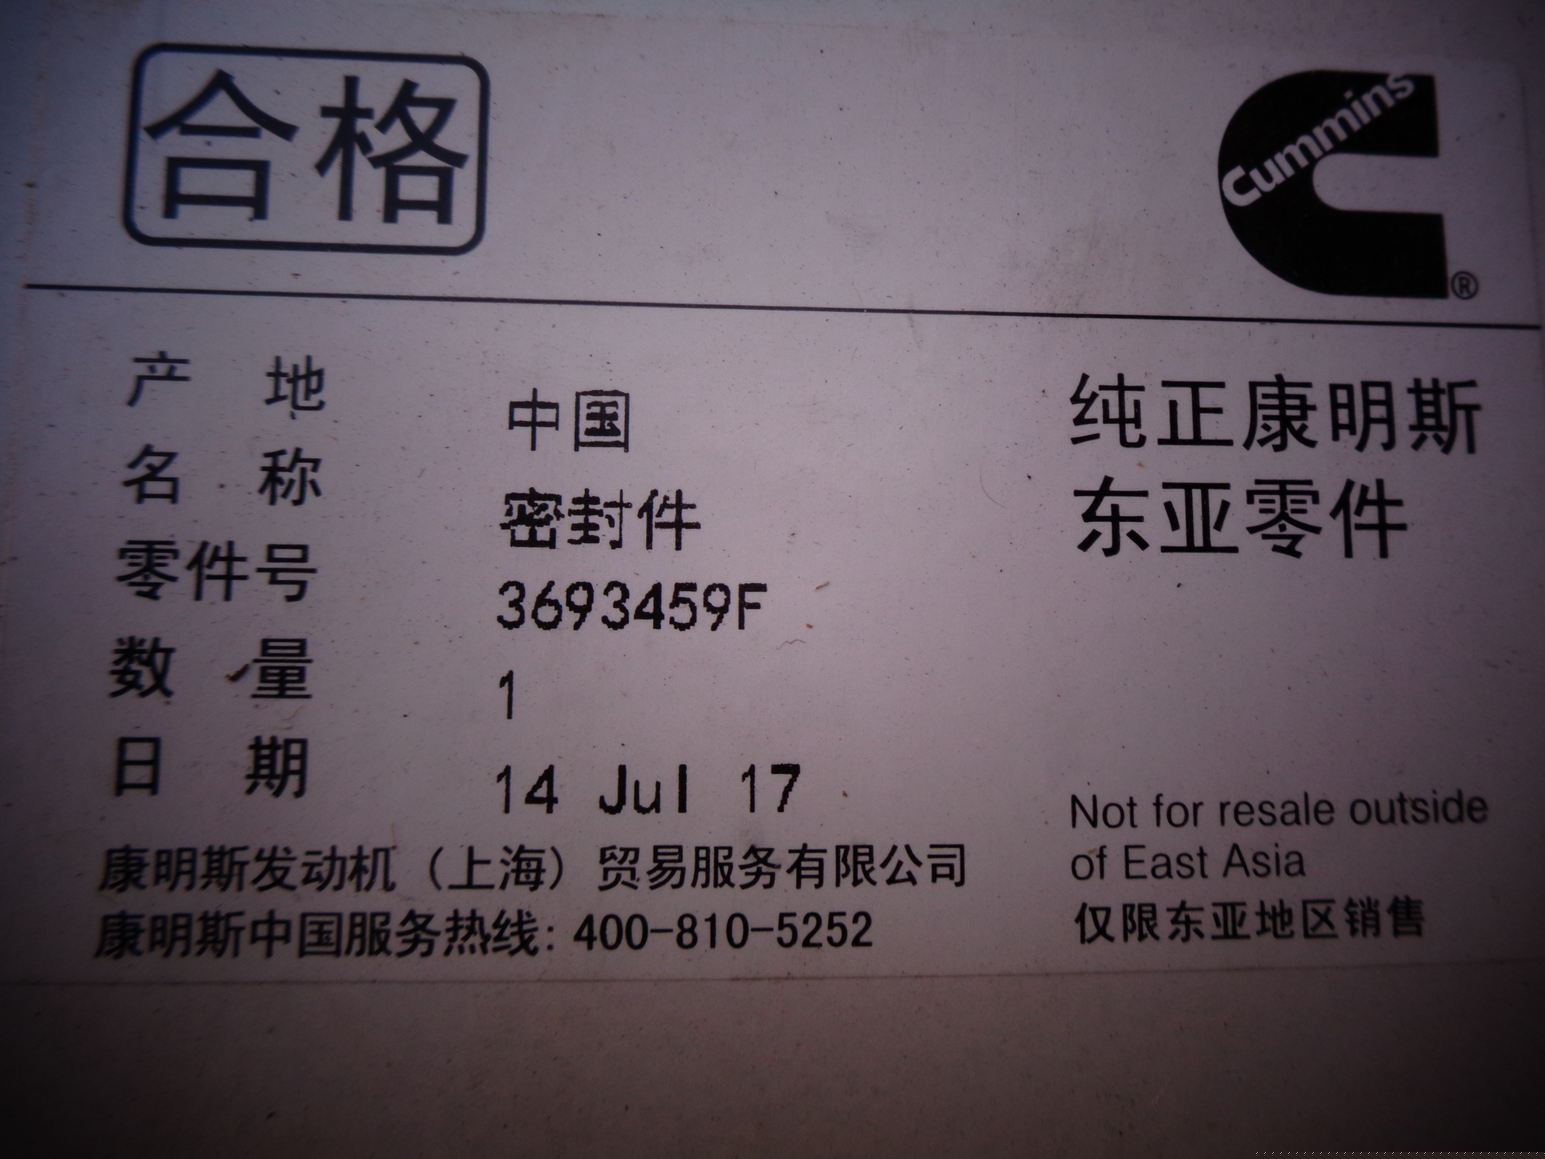 合格
Cummins
®
产 地 中国
名 称 密封件
零件号 3693459F
数 量 1
日 期 14 Jul 17
康明斯发动机（上海）贸易服务有限公司
康明斯中国服务热线: 400-810-5252
纯正康明斯
东亚零件
Not for resale outside
of East Asia
仅限东亚地区销售